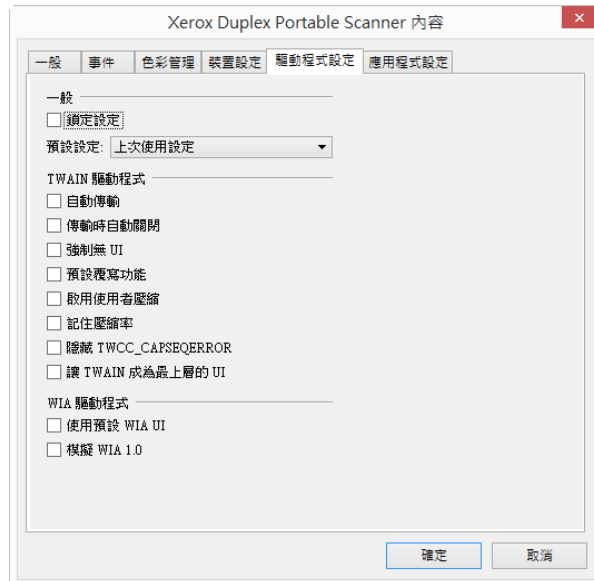 Xerox Duplex Portable Scanner 內容
一般 事件 色彩管理 裝置設定 驅動程式設定 應用程式設定
一般
鎖定設定
預設設定: 上次使用設定
TWAIN 驅動程式
自動傳輸
傳輸時自動關閉
強制無 UI
預設覆寫功能
啟用使用者壓縮
記住壓縮率
隱藏 TWCC_CAPSEQERROR
讓 TWAIN 成為最上層的 UI
WIA 驅動程式
使用預設 WIA UI
模擬 WIA 1.0
確定 取消